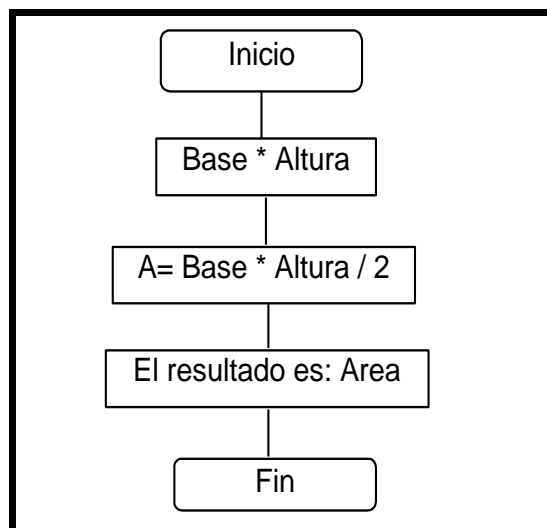 Inicio
Base * Altura
A= Base * Altura / 2
El resultado es: Area
Fin